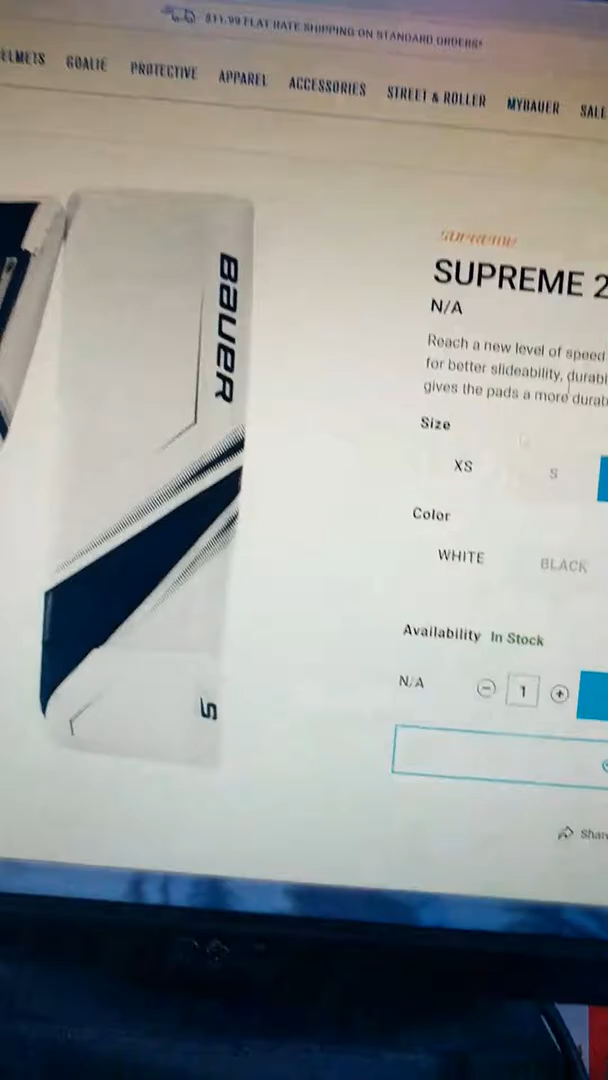 $11.99 FLAT RATE SHIPPING ON STANDARD ORDERS*
ELMETS GOALIE PROTECTIVE APPAREL ACCESSORIES STREET & ROLLER MYBAUER SALE
BAUER
S
SUPREME
SUPREME 2
N/A
Reach a new level of speed
for better slideability, durabi
gives the pads a more durab
Size
XS S
Color
WHITE BLACK
Availability In Stock
N/A 1
Shar